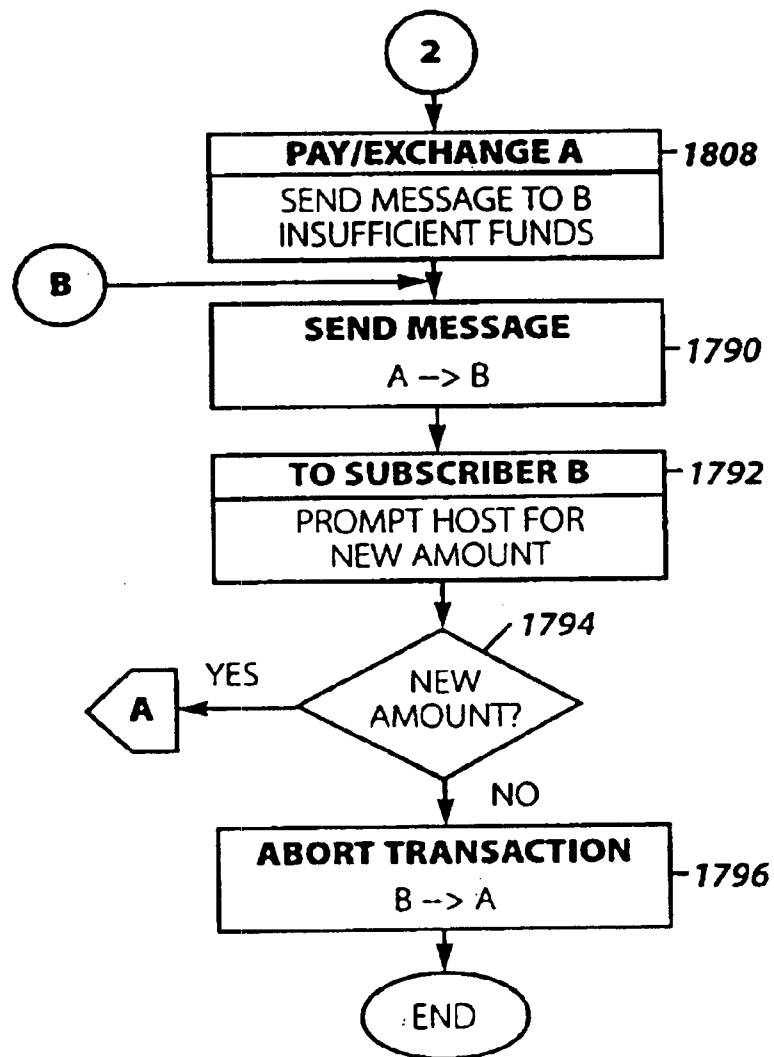 2
PAY/EXCHANGE A
1808
SEND MESSAGE TO B
INSUFFICIENT FUNDS
B
SEND MESSAGE
1790
A --> B
TO SUBSCRIBER B
1792
PROMPT HOST FOR
NEW AMOUNT
1794
YES
A
NEW
AMOUNT?
NO
ABORT TRANSACTION
1796
B --> A
END